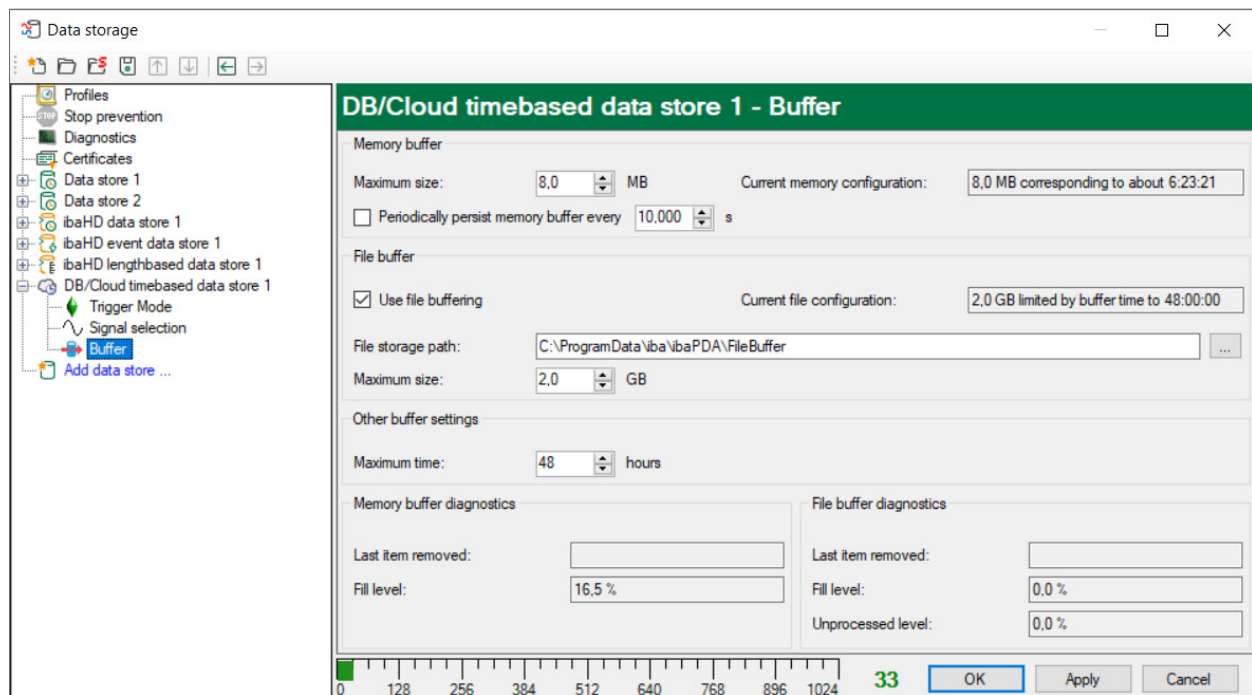 Data storage
Profiles
STOP Stop prevention
Diagnostics
Certificates
Data store 1
Data store 2
ibaHD data store 1
ibaHD event data store 1
ibaHD lengthbased data store 1
DB/Cloud timebased data store 1
Trigger Mode
Signal selection
Buffer
Add data store ...
DB/Cloud timebased data store 1 - Buffer
Memory buffer
Maximum size: 8,0 MB Current memory configuration: 8,0 MB corresponding to about 6:23:21
Periodically persist memory buffer every 10,000 s
File buffer
Use file buffering Current file configuration: 2,0 GB limited by buffer time to 48:00:00
File storage path: C:\ProgramData\iba\ibaPDA\FileBuffer ...
Maximum size: 2,0 GB
Other buffer settings
Maximum time: 48 hours
Memory buffer diagnostics
Last item removed:
Fill level: 16,5 %
File buffer diagnostics
Last item removed:
Fill level: 0,0 %
Unprocessed level: 0,0 %
0 128 256 384 512 640 768 896 1024
33 OK Apply Cancel